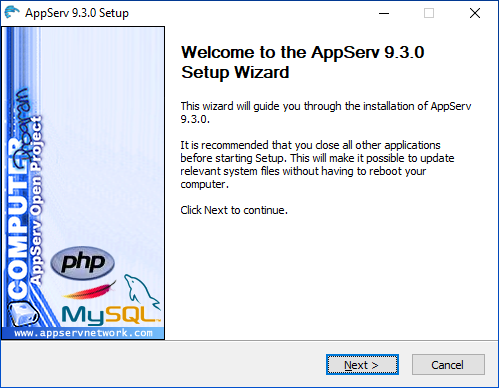 AppServ 9.3.0 Setup
Welcome to the AppServ 9.3.0
Setup Wizard
This wizard will guide you through the installation of AppServ
9.3.0.
It is recommended that you close all other applications
before starting Setup. This will make it possible to update
relevant system files without having to reboot your
computer.
Click Next to continue.
COMPUTER
Program
AppServ Open Project
php
MySQL
www.appservnetwork.com
Next >
Cancel